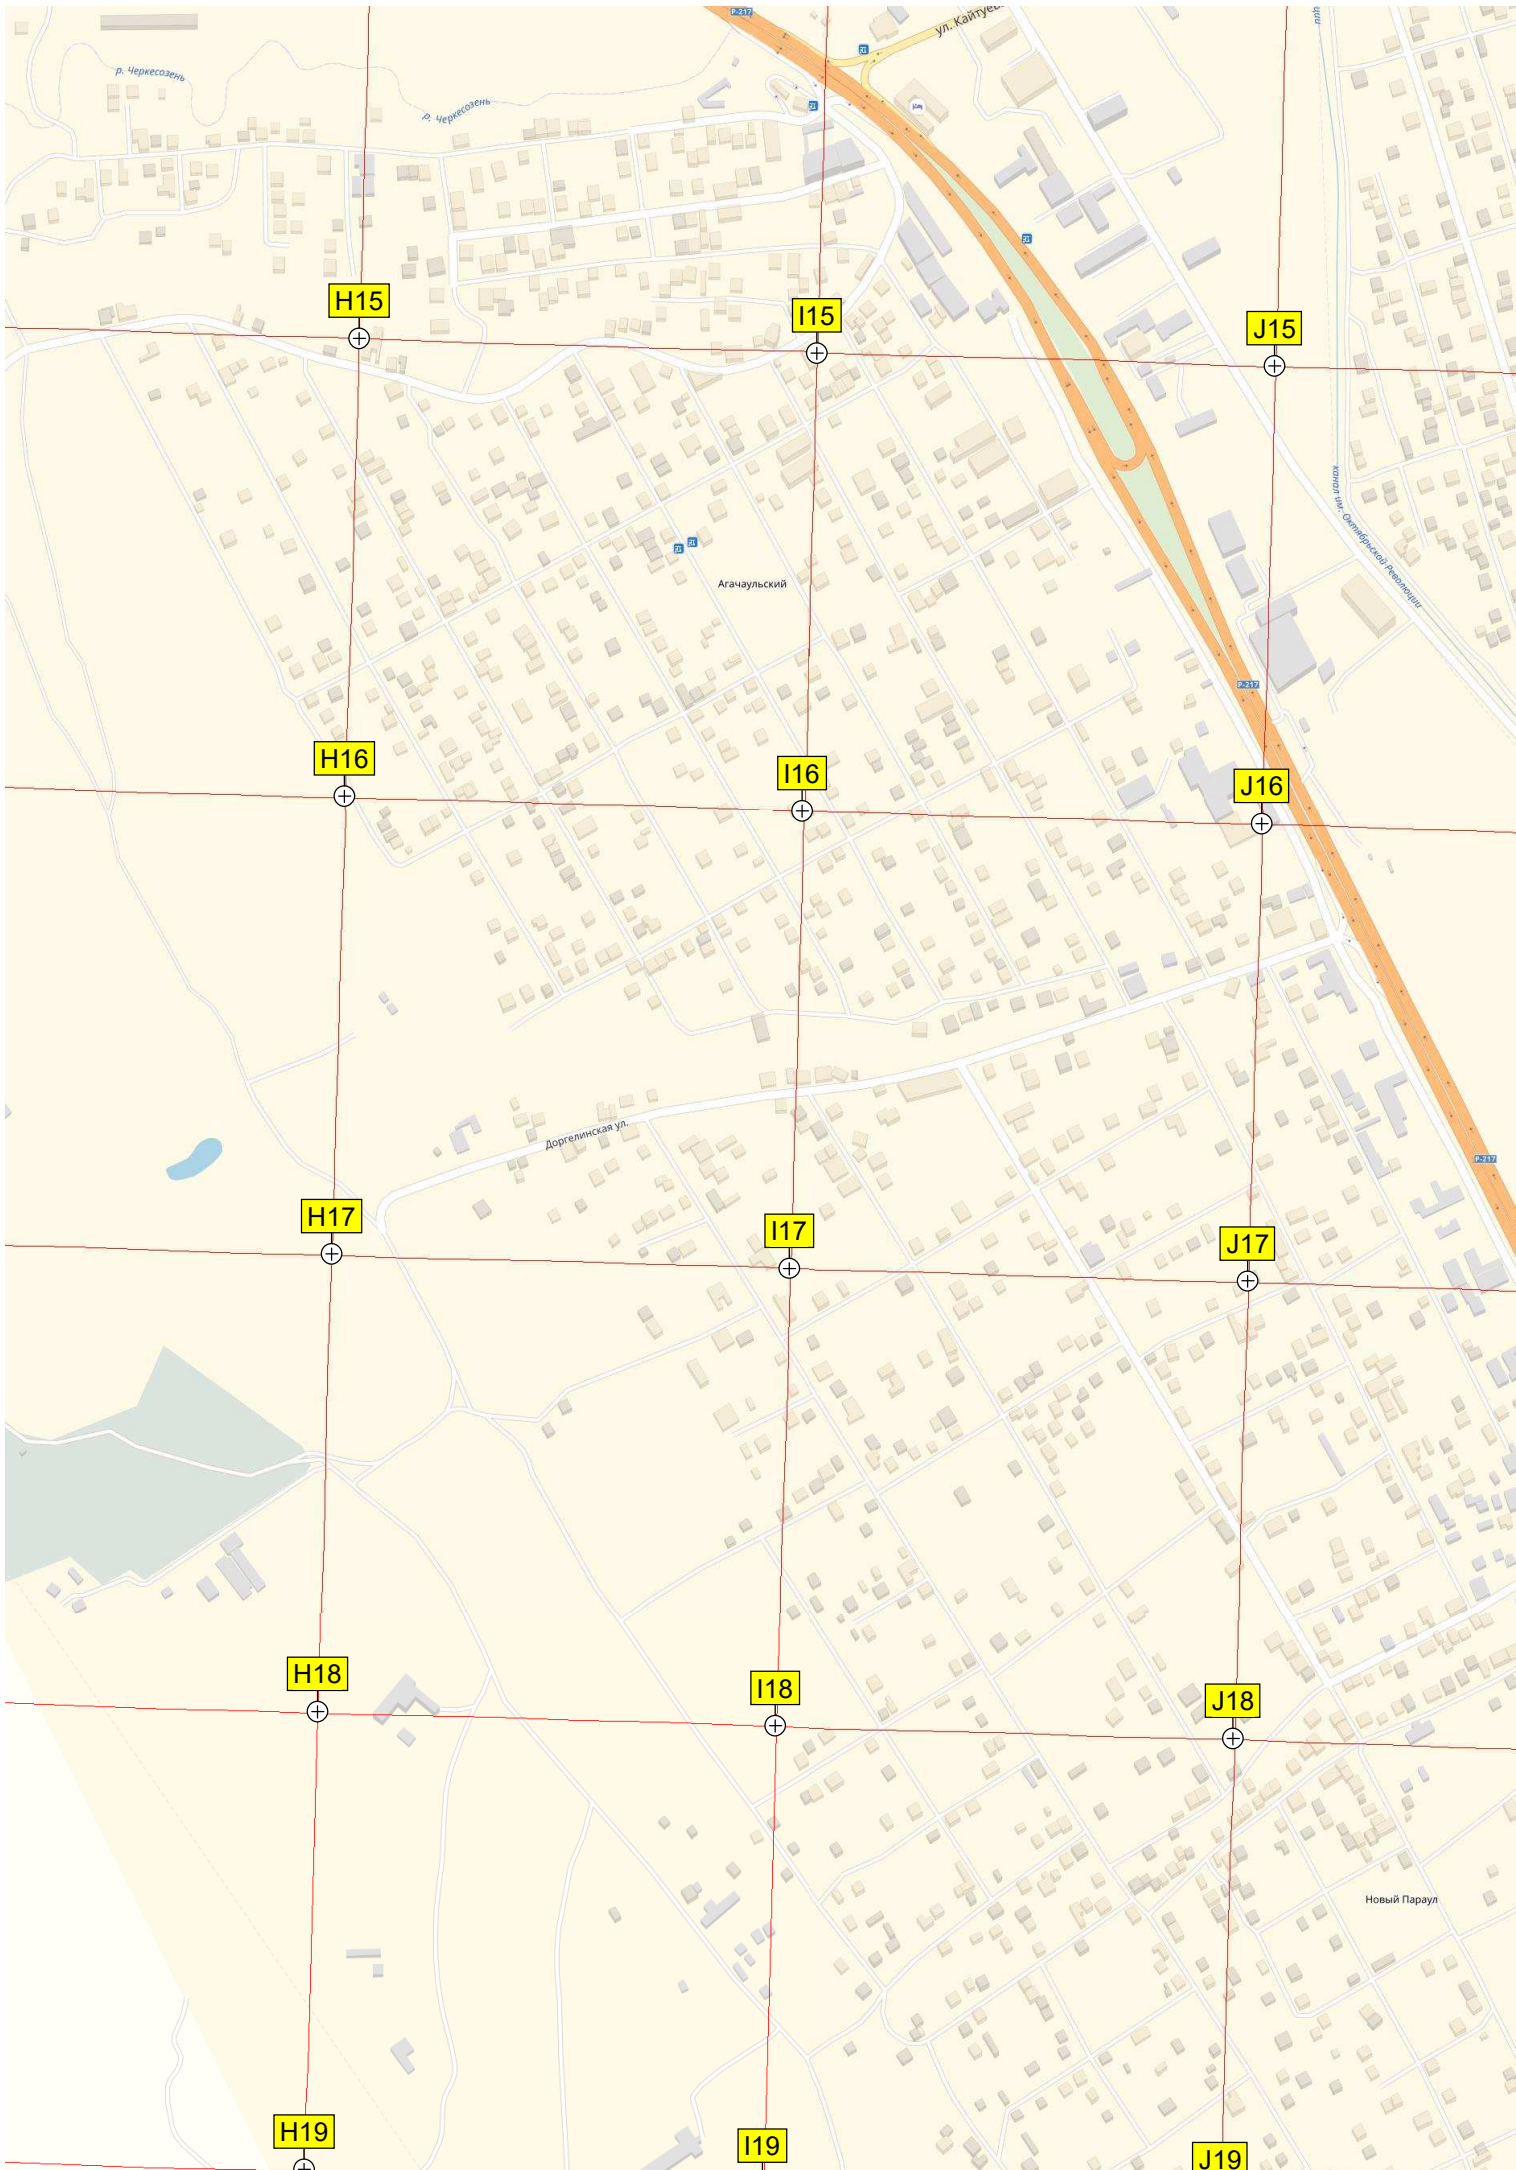 Р-217
ул. Кайтуев
р. Черкесозень
р. Черкесозень
H15
I15
J15
канал им. Октябрьской Революции
Агачаульский
Р-217
H16
I16
J16
Доргелинская ул.
Р-217
H17
I17
J17
H18
I18
J18
Новый Параул
H19
I19
J19